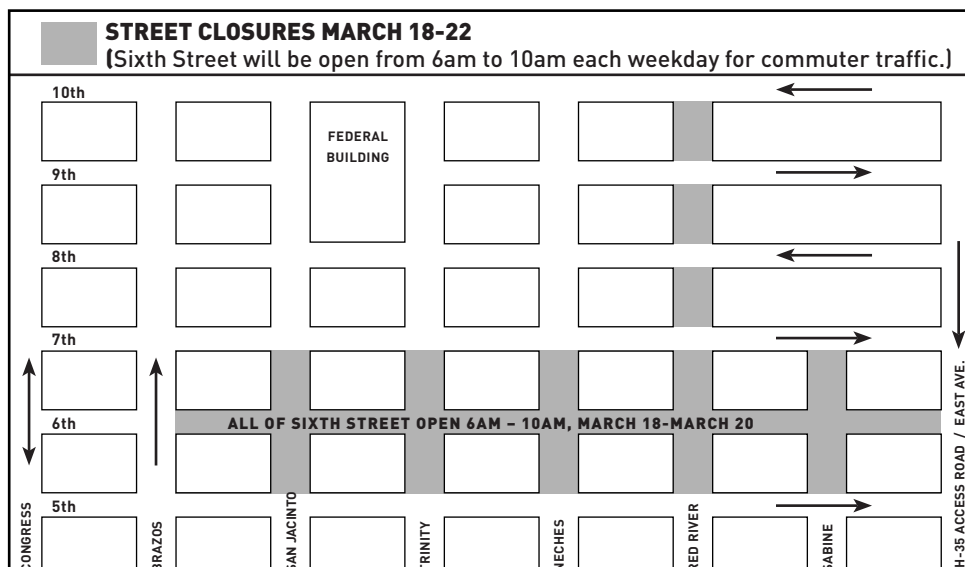 STREET CLOSURES MARCH 18-22
(Sixth Street will be open from 6am to 10am each weekday for commuter traffic.)
10th
FEDERAL
BUILDING
9th
8th
7th
6th
ALL OF SIXTH STREET OPEN 6AM – 10AM, MARCH 18-MARCH 20
5th
CONGRESS
BRAZOS
SAN JACINTO
TRINITY
NECHES
RED RIVER
SABINE
IH-35 ACCESS ROAD / EAST AVE.